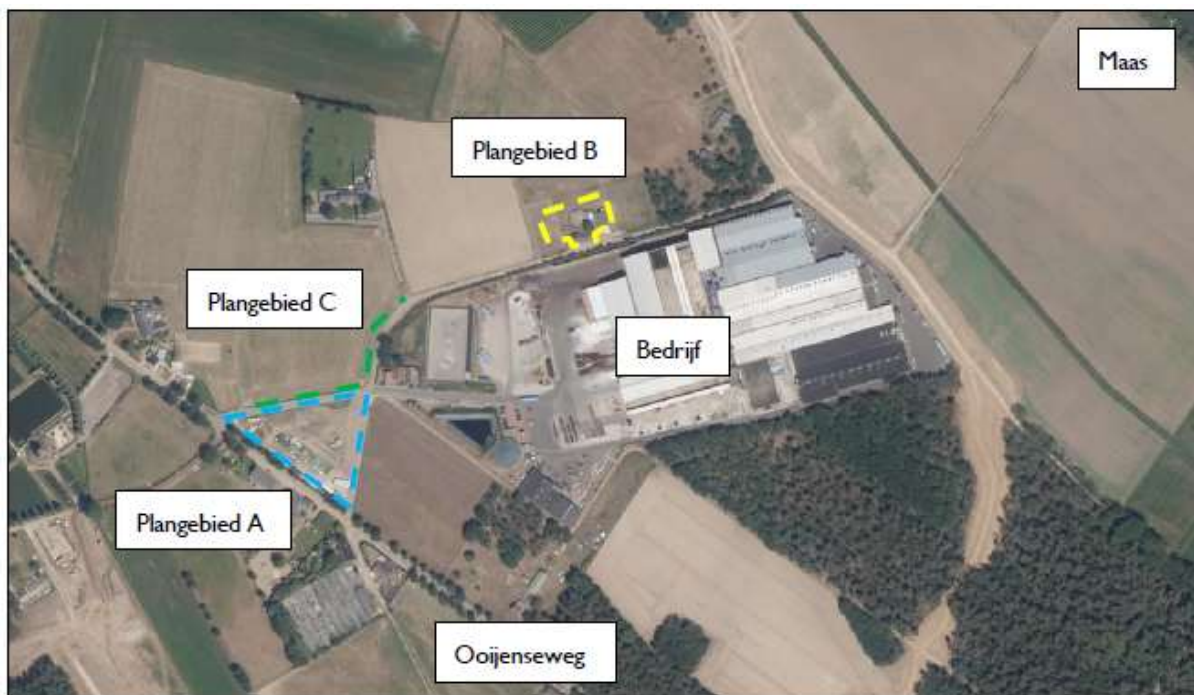 Maas
Plangebied B
Plangebied C
Bedrijf
Plangebied A
Ooijenseweg